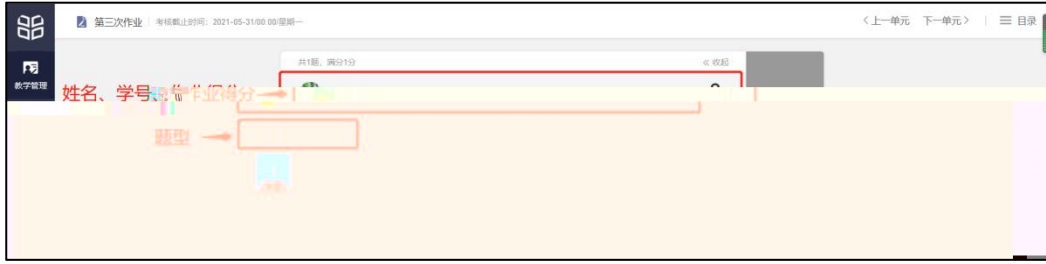 第三次作业 考核截止时间：2021-05-31/00:00/星期一 〈上一单元 下一单元〉 目录
共1题，满分1分 《收起
教学管理
姓名、学号、作业得分
题型